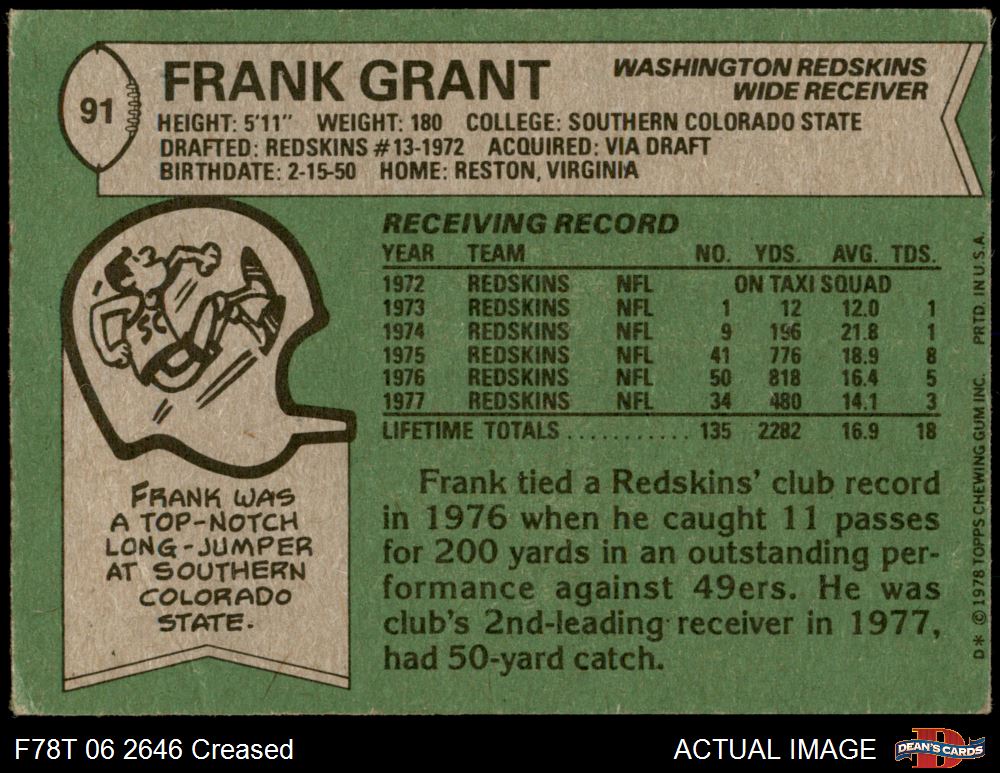 91
FRANK GRANT
WASHINGTON REDSKINS
WIDE RECEIVER
HEIGHT: 5'11" WEIGHT: 180 COLLEGE: SOUTHERN COLORADO STATE
DRAFTED: REDSKINS #13-1972 ACQUIRED: VIA DRAFT
BIRTHDATE: 2-15-50 HOME: RESTON, VIRGINIA
SC
FRANK WAS
A TOP-NOTCH
LONG-JUMPER
AT SOUTHERN
COLORADO
STATE.
RECEIVING RECORD
YEAR TEAM NO. YDS. AVG. TDS.
1972 REDSKINS NFL ON TAXI SQUAD
1973 REDSKINS NFL 1 12 12.0 1
1974 REDSKINS NFL 9 196 21.8 1
1975 REDSKINS NFL 41 776 18.9 8
1976 REDSKINS NFL 50 818 16.4 5
1977 REDSKINS NFL 34 480 14.1 3
LIFETIME TOTALS .......... 135 2282 16.9 18
Frank tied a Redskins' club record
in 1976 when he caught 11 passes
for 200 yards in an outstanding per-
formance against 49ers. He was
club's 2nd-leading receiver in 1977,
had 50-yard catch.
D* © 1978 TOPPS CHEWING GUM INC. PRTD. IN U.S.A.
F78T 06 2646 Creased
ACTUAL IMAGE
D
DEAN'S CARDS